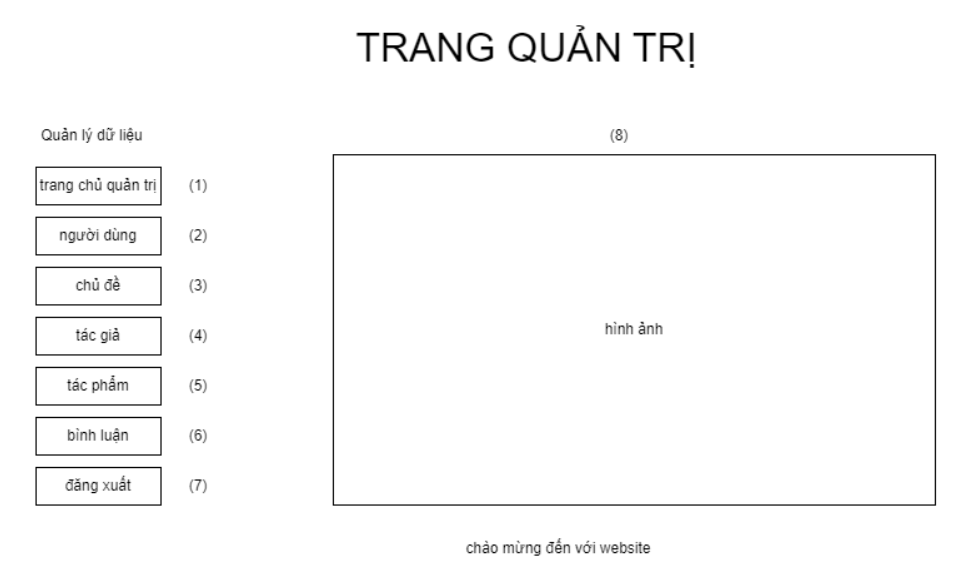 TRANG QUẢN TRỊ
Quản lý dữ liệu
(8)
trang chủ quản trị (1)
người dùng (2)
chủ đề (3)
tác giả (4)
tác phẩm (5)
bình luận (6)
đăng xuất (7)
hình ảnh
chào mừng đến với website